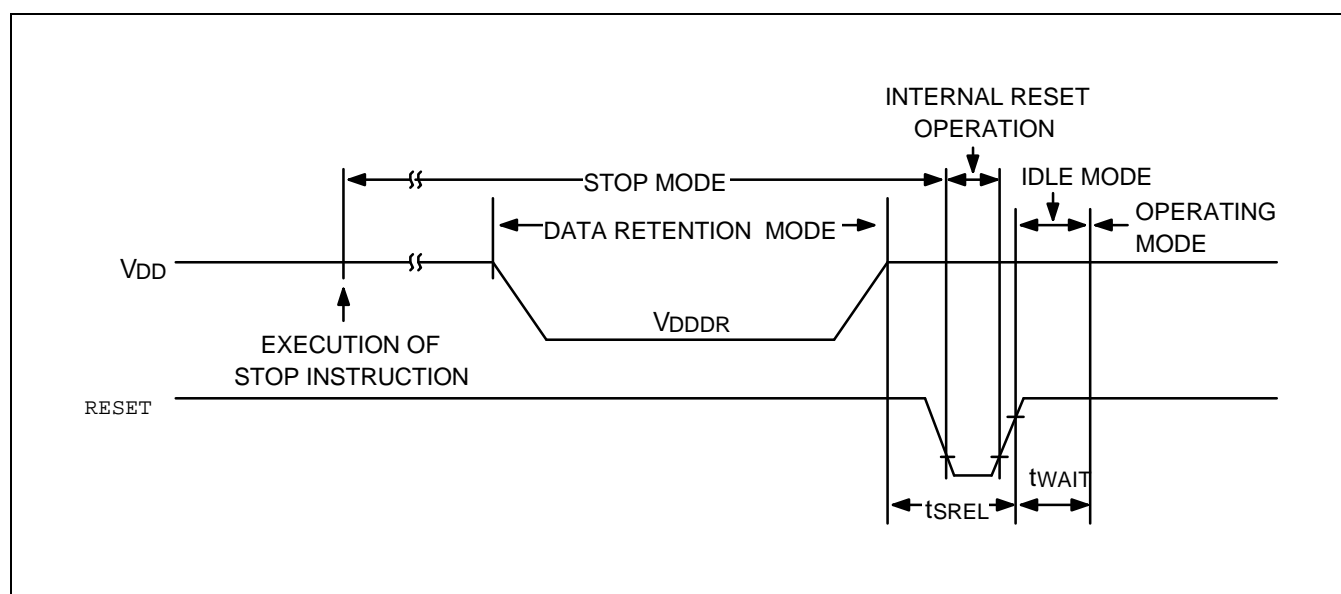 INTERNAL RESET
OPERATION
STOP MODE
IDLE MODE
DATA RETENTION MODE
OPERATING
MODE
VDD
VDDDR
EXECUTION OF
STOP INSTRUCTION
RESET
tWAIT
tSREL